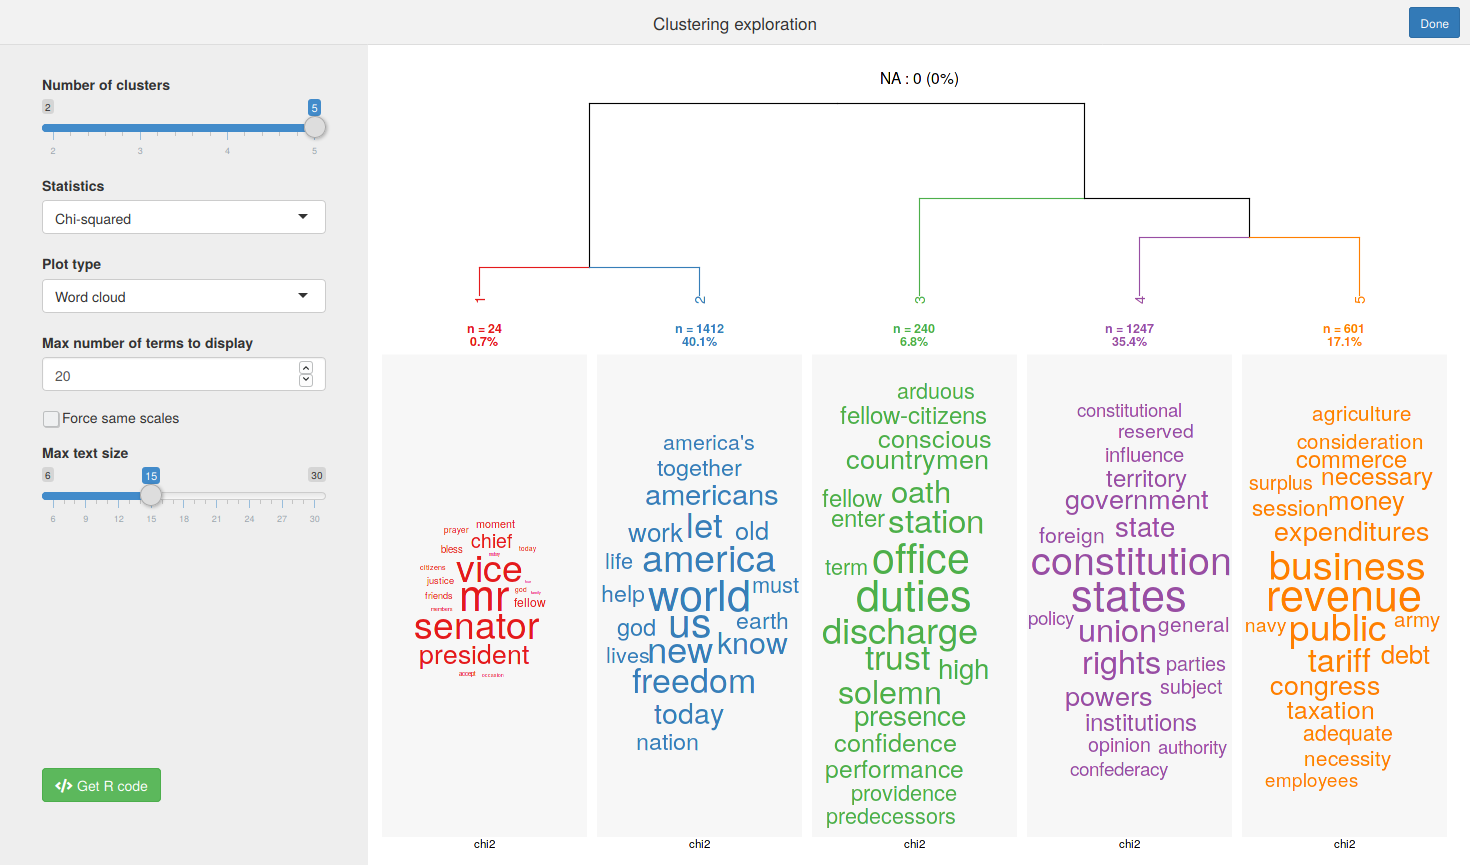 Clustering exploration
Done
Number of clusters
2
5
2 3 4 5
Statistics
Chi-squared
Plot type
Word cloud
Max number of terms to display
20
Force same scales
Max text size
6
15
30
6 9 12 15 18 21 24 27 30
Get R code
NA : 0 (0%)
1
2
3
4
5
n = 24
0.7%
n = 1412
40.1%
n = 240
6.8%
n = 1247
35.4%
n = 601
17.1%
moment
prayer
chief
bless
today
citizens
vice
justice
mr
god
friends
fellow
members
senator
president
accept
occasion
chi2
america's
together
americans
let
work
old
life
america
must
help
world
earth
god
us
know
lives
new
freedom
today
nation
chi2
arduous
fellow-citizens
conscious
countrymen
fellow
oath
enter
station
term
office
duties
discharge
trust
high
solemn
presence
confidence
performance
providence
predecessors
chi2
constitutional
reserved
influence
territory
government
foreign
state
constitution
states
policy
union
general
rights
parties
powers
subject
institutions
opinion
authority
confederacy
chi2
agriculture
consideration
commerce
surplus
necessary
session
money
expenditures
business
revenue
navy
public
army
tariff
debt
congress
taxation
adequate
necessity
employees
chi2